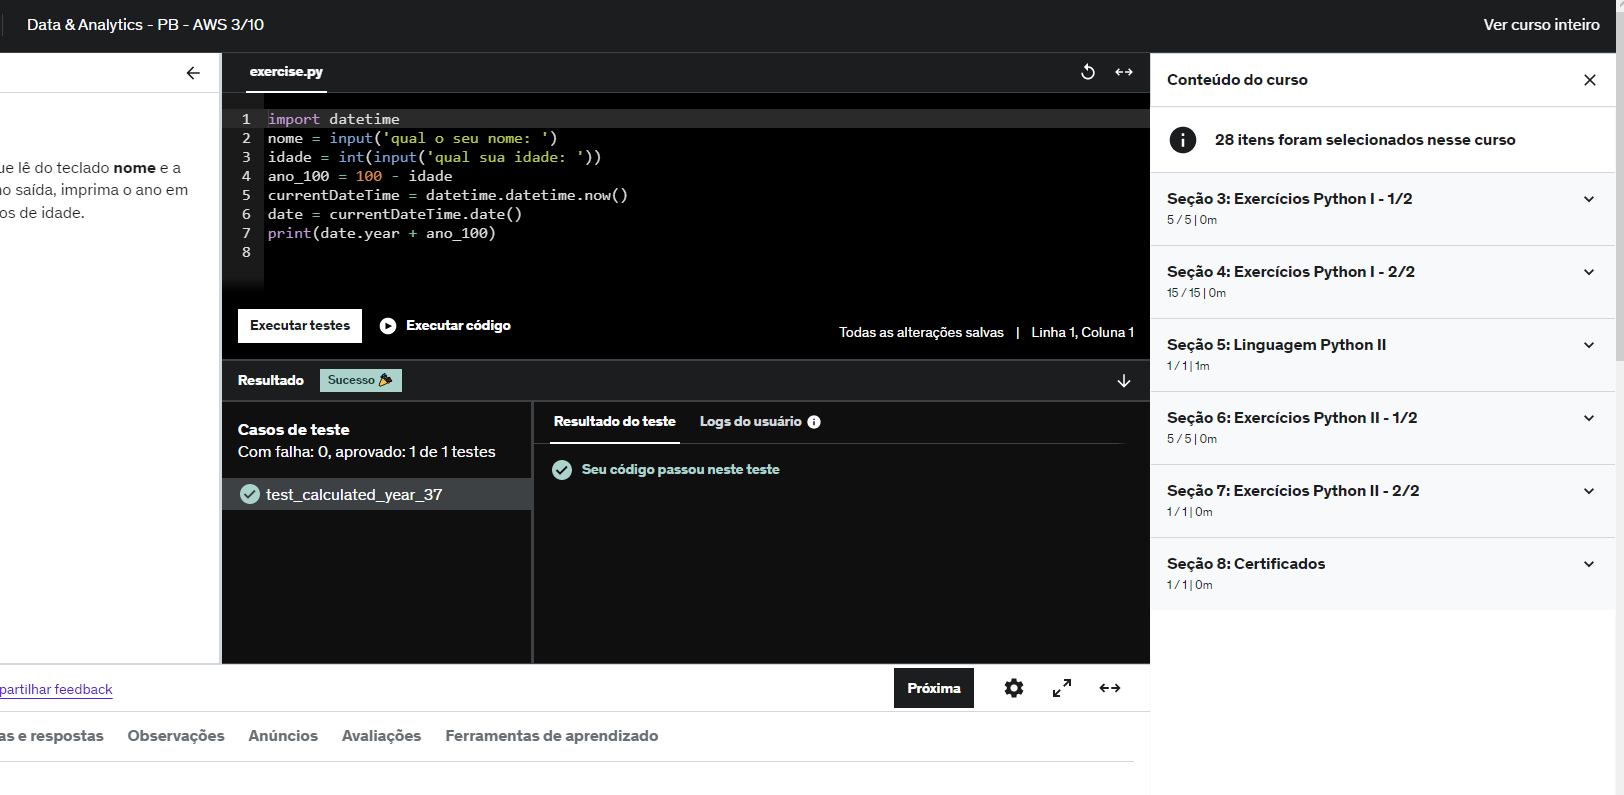 Data & Analytics - PB - AWS 3/10
Ver curso inteiro
ue lê do teclado nome e a
no saída, imprima o ano em
os de idade.
exercise.py
1 import datetime
2 nome = input('qual o seu nome: ')
3 idade = int(input('qual sua idade: '))
4 ano_100 = 100 - idade
5 currentDateTime = datetime.datetime.now()
6 date = currentDateTime.date()
7 print(date.year + ano_100)
8
Executar testes
Executar código
Todas as alterações salvas | Linha 1, Coluna 1
Resultado
Sucesso
Casos de teste
Com falha: 0, aprovado: 1 de 1 testes
test_calculated_year_37
Resultado do teste
Logs do usuário
Seu código passou neste teste
Conteúdo do curso
28 itens foram selecionados nesse curso
Seção 3: Exercícios Python I - 1/2
5 / 5 | 0m
Seção 4: Exercícios Python I - 2/2
15 / 15 | 0m
Seção 5: Linguagem Python II
1 / 1 | 1m
Seção 6: Exercícios Python II - 1/2
5 / 5 | 0m
Seção 7: Exercícios Python II - 2/2
1 / 1 | 0m
Seção 8: Certificados
1 / 1 | 0m
partilhar feedback
Próxima
as e respostas
Observações
Anúncios
Avaliações
Ferramentas de aprendizado